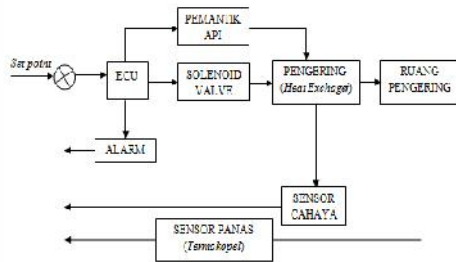 PEMANTIK
API
Set point
ECU
SOLENOID
VALVE
PENGERING
(Heat Exchager)
RUANG
PENGERING
ALARM
SENSOR
CAHAYA
SENSOR PANAS
(Termokopel)